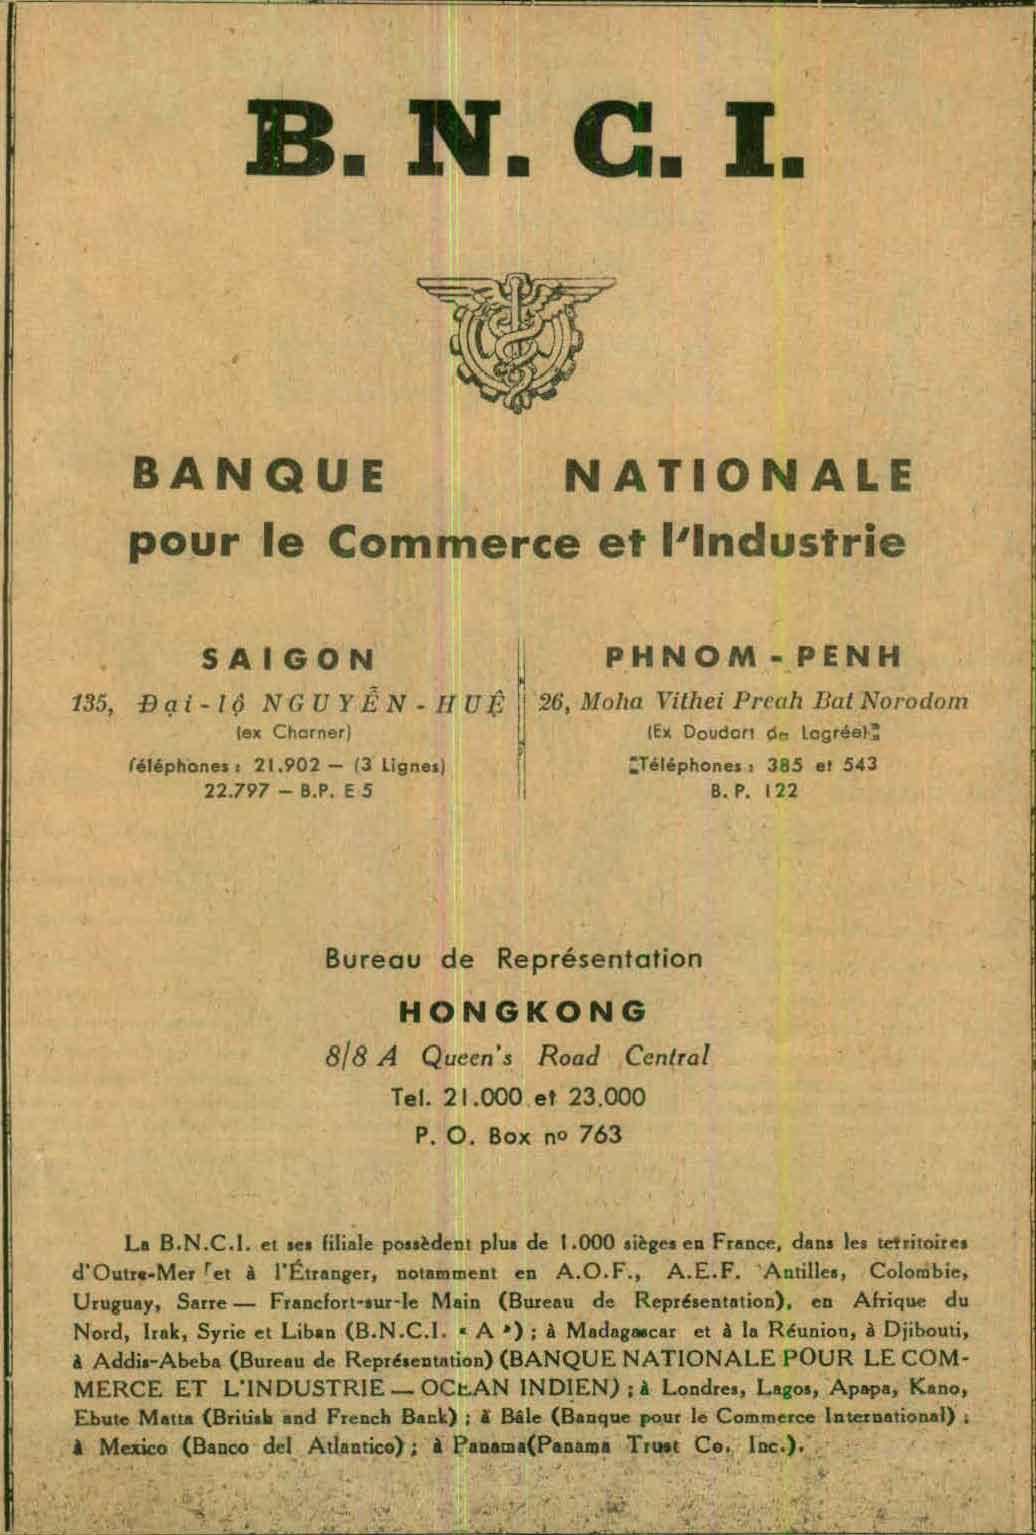 B. N. C. I.
BANQUE NATIONALE
pour le Commerce et l'Industrie
SAIGON
135, Đại-lộ NGUYỄN-HUỆ
(ex Charner)
Téléphones : 21.902 — (3 Lignes)
22.797 — B.P. E 5
PHNOM-PENH
26, Moha Vithei Preah Bat Norodom
(Ex Doudart de Lagrée)
Téléphones : 385 et 543
B. P. 122
Bureau de Représentation
HONGKONG
8/8 A Queen's Road Central
Tel. 21.000 et 23.000
P. O. Box nº 763
La B.N.C.I. et ses filiale possèdent plus de 1.000 sièges en France, dans les territoires
d'Outre-Mer et à l'Étranger, notamment en A.O.F., A.E.F. Antilles, Colombie,
Uruguay, Sarre — Francfort-sur-le Main (Bureau de Représentation), en Afrique du
Nord, Irak, Syrie et Liban (B.N.C.I. « A ») ; à Madagascar et à la Réunion, à Djibouti,
à Addis-Abeba (Bureau de Représentation) (BANQUE NATIONALE POUR LE COM-
MERCE ET L'INDUSTRIE — OCEAN INDIEN) ; à Londres, Lagos, Apapa, Kano,
Ebute Matta (British and French Bank) ; à Bâle (Banque pour le Commerce International) ;
à Mexico (Banco del Atlantico) ; à Panama (Panama Trust Co. Inc.).